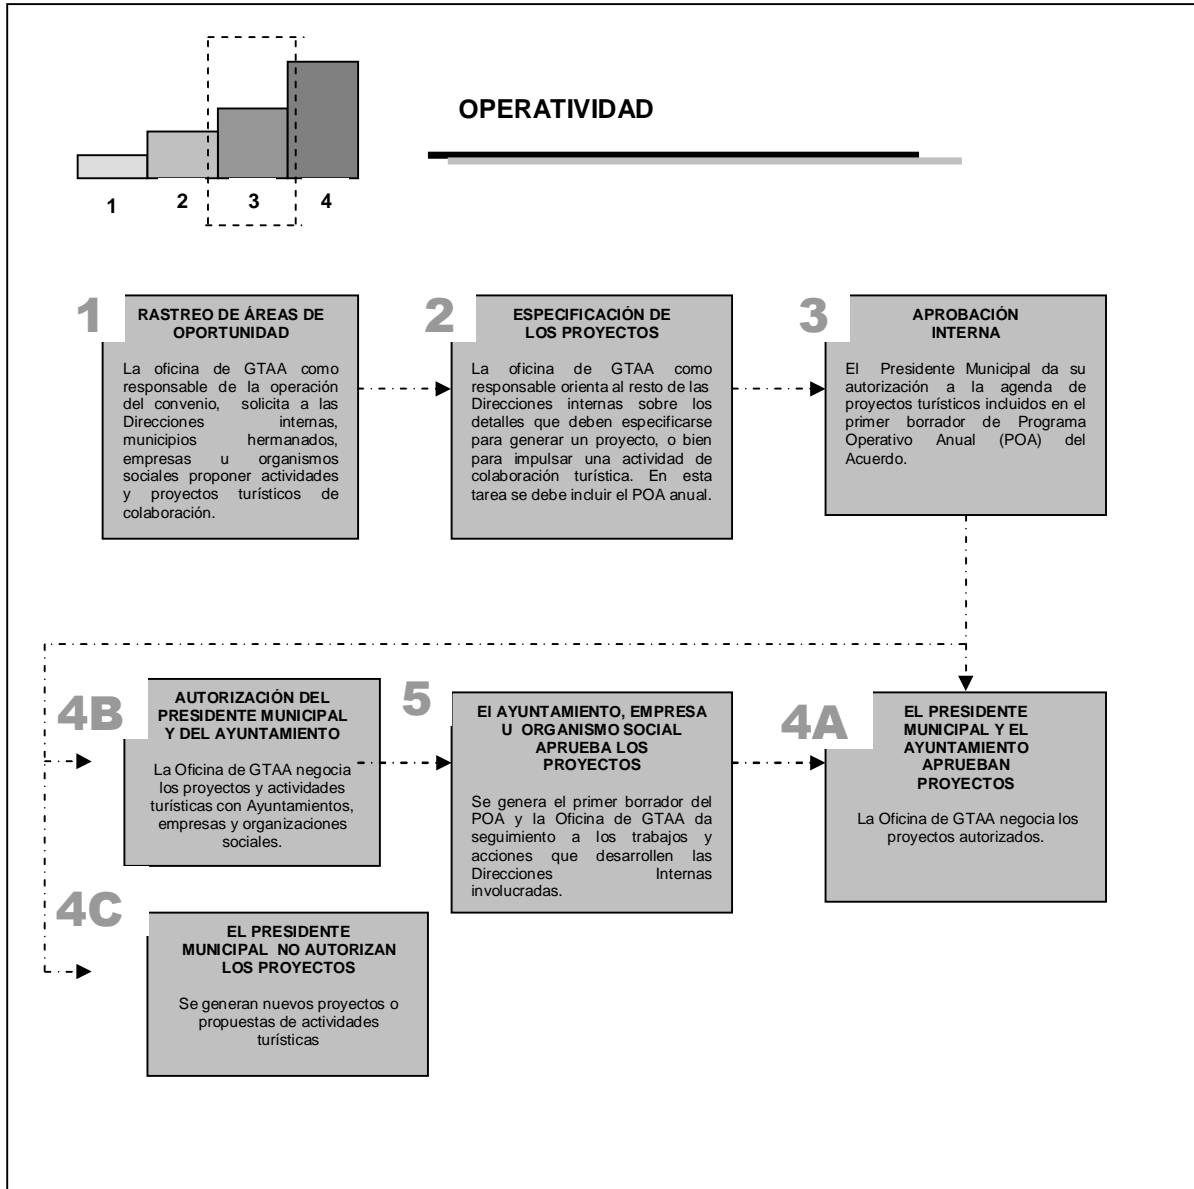 OPERATIVIDAD
1
2
3
4
1
RASTREO DE ÁREAS DE
OPORTUNIDAD
La oficina de GTAA como
responsable de la operación
del convenio, solicita a las
Direcciones internas,
municipios hermanados,
empresas u organismos
sociales proponer actividades
y proyectos turísticos de
colaboración.
2
ESPECIFICACIÓN DE
LOS PROYECTOS
La oficina de GTAA como
responsable orienta al resto de las
Direcciones internas sobre los
detalles que deben especificarse
para generar un proyecto, o bien
para impulsar una actividad de
colaboración turística. En esta
tarea se debe incluir el POA anual.
3
APROBACIÓN
INTERNA
El Presidente Municipal da su
autorización a la agenda de
proyectos turísticos incluidos en el
primer borrador de Programa
Operativo Anual (POA) del
Acuerdo.
4B
AUTORIZACIÓN DEL
PRESIDENTE MUNICIPAL
Y DEL AYUNTAMIENTO
La Oficina de GTAA negocia
los proyectos y actividades
turísticas con Ayuntamientos,
empresas y organizaciones
sociales.
5
El AYUNTAMIENTO, EMPRESA
U ORGANISMO SOCIAL
APRUEBA LOS
PROYECTOS
Se genera el primer borrador del
POA y la Oficina de GTAA da
seguimiento a los trabajos y
acciones que desarrollen las
Direcciones Internas
involucradas.
4A
EL PRESIDENTE
MUNICIPAL Y EL
AYUNTAMIENTO
APRUEBAN
PROYECTOS
La Oficina de GTAA negocia los
proyectos autorizados.
4C
EL PRESIDENTE
MUNICIPAL NO AUTORIZAN
LOS PROYECTOS
Se generan nuevos proyectos o
propuestas de actividades
turísticas